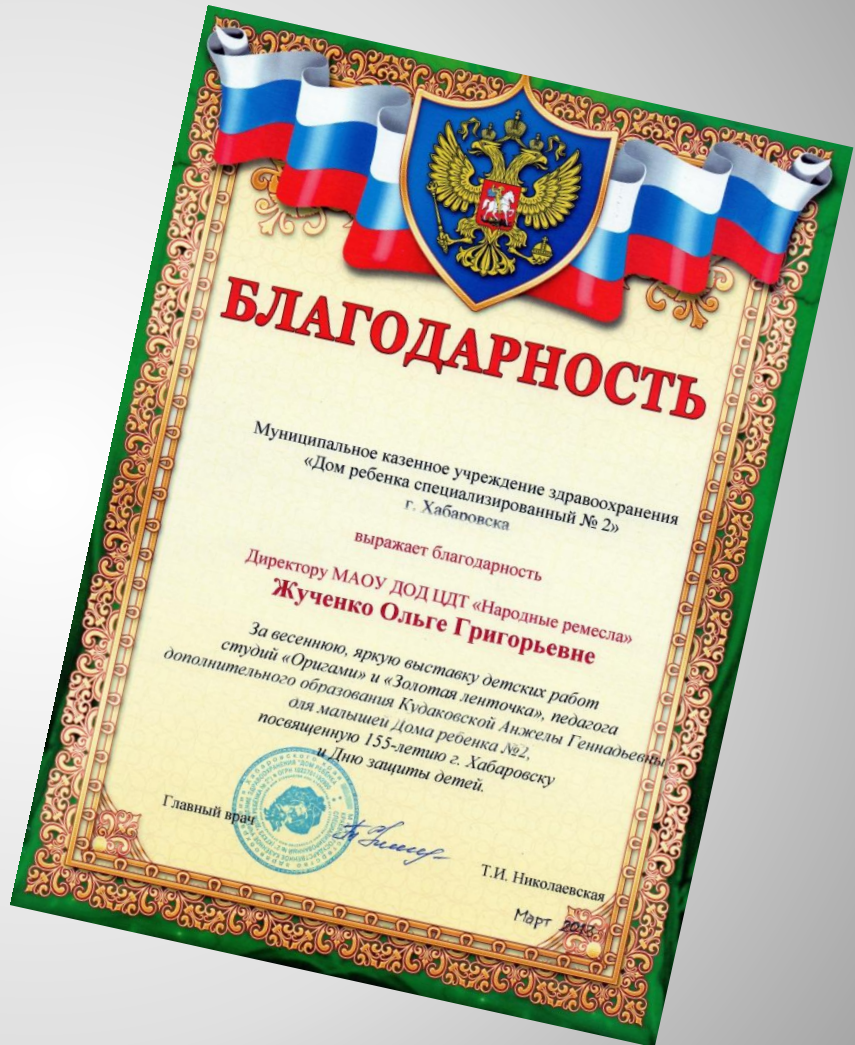 БЛАГОДАРНОСТЬ
Муниципальное казенное учреждение здравоохранения
«Дом ребенка специализированный № 2»
г. Хабаровска
выражает благодарность
Директору МАОУ ДОД ЦДТ «Народные ремесла»
Жученко Ольге Григорьевне
За весеннюю, яркую выставку детских работ
студий «Оригами» и «Золотая ленточка», педагога
дополнительного образования Кудаковской Анжелы Геннадьевны
для малышей Дома ребенка №2,
посвященную 155-летию г. Хабаровску
и Дню защиты детей.
Главный врач
Т.И. Николаевская
Март